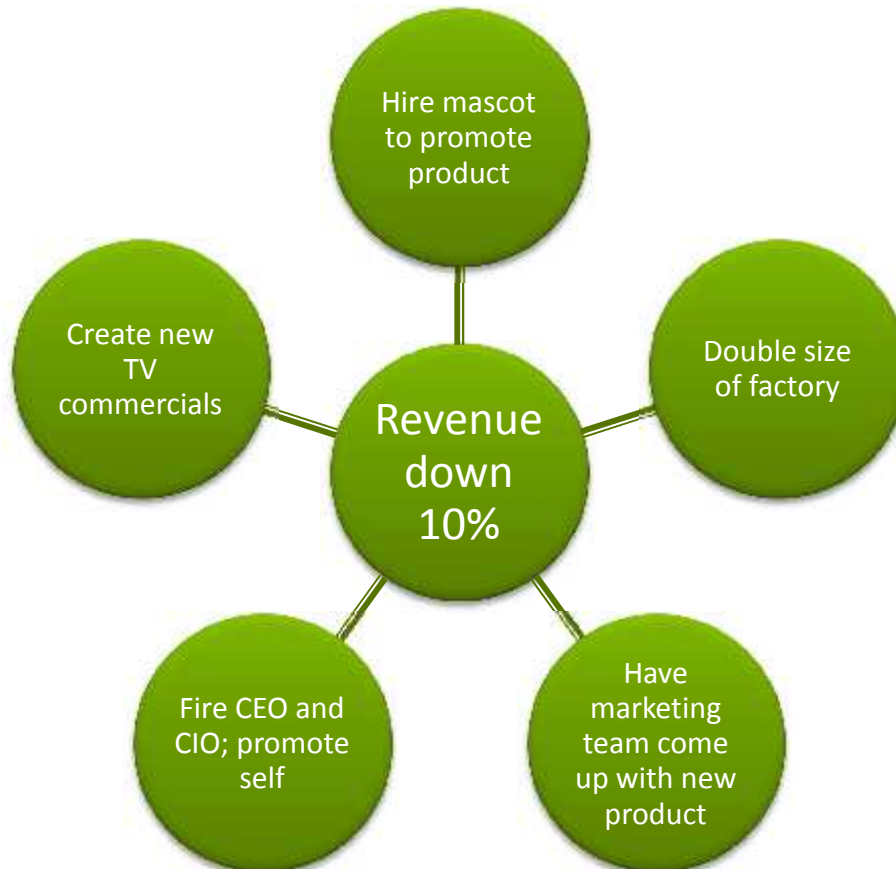 Hire mascot
to promote
product
Create new
TV
commercials
Double size
of factory
Revenue
down
10%
Fire CEO and
CIO; promote
self
Have
marketing
team come
up with new
product